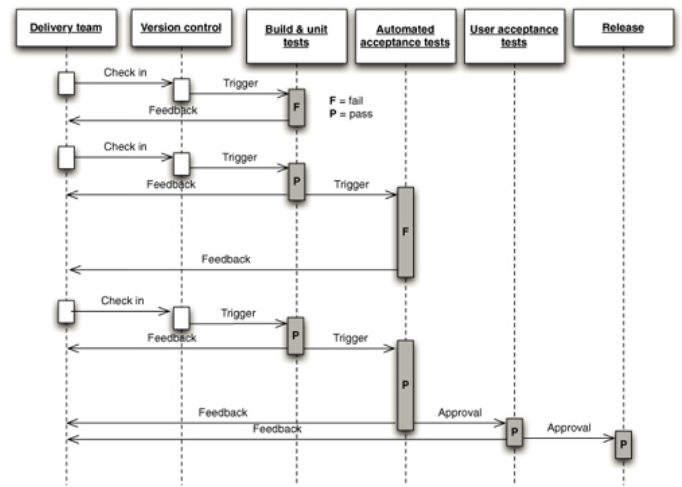 Delivery team
Version control
Build & unit
tests
Automated
acceptance tests
User acceptance
tests
Release
Check in
Trigger
Feedback
F
F = fail
P = pass
Check in
Trigger
Feedback
P
Trigger
F
Feedback
Check in
Trigger
Feedback
P
Trigger
P
Feedback
Approval
Feedback
P
Approval
P